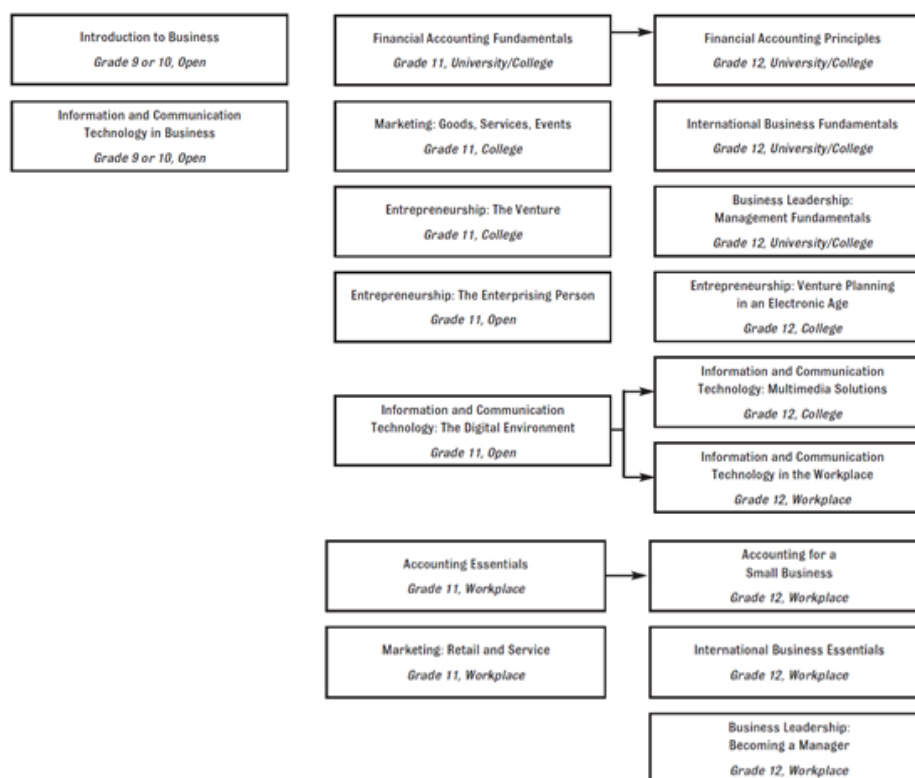 Introduction to Business
Grade 9 or 10, Open
Information and Communication
Technology in Business
Grade 9 or 10, Open
Financial Accounting Fundamentals
Grade 11, University/College
Marketing: Goods, Services, Events
Grade 11, College
Entrepreneurship: The Venture
Grade 11, College
Entrepreneurship: The Enterprising Person
Grade 11, Open
Information and Communication
Technology: The Digital Environment
Grade 11, Open
Accounting Essentials
Grade 11, Workplace
Marketing: Retail and Service
Grade 11, Workplace
Financial Accounting Principles
Grade 12, University/College
International Business Fundamentals
Grade 12, University/College
Business Leadership:
Management Fundamentals
Grade 12, University/College
Entrepreneurship: Venture Planning
in an Electronic Age
Grade 12, College
Information and Communication
Technology: Multimedia Solutions
Grade 12, College
Information and Communication
Technology in the Workplace
Grade 12, Workplace
Accounting for a
Small Business
Grade 12, Workplace
International Business Essentials
Grade 12, Workplace
Business Leadership:
Becoming a Manager
Grade 12, Workplace